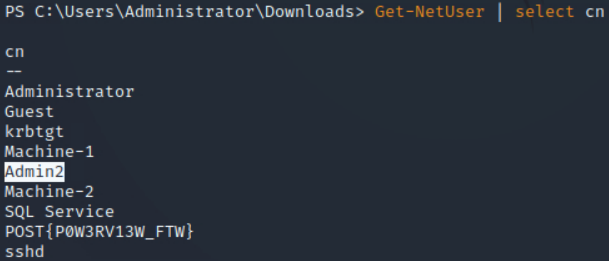 PS C:\Users\Administrator\Downloads> Get-NetUser | select cn
cn
--
Administrator
Guest
krbtgt
Machine-1
Admin2
Machine-2
SQL Service
POST{P0W3RV13W_FTW}
sshd